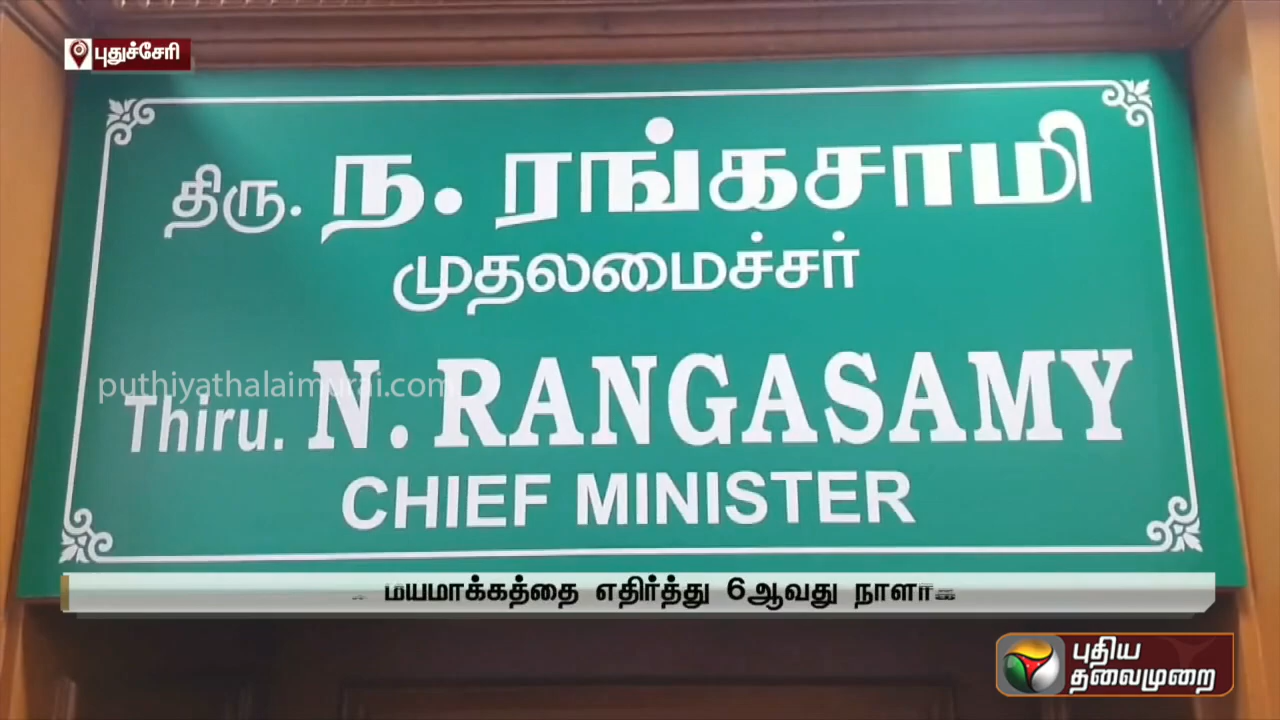 புதுச்சேரி
திரு. ந. ரங்கசாமி
முதலமைச்சர்
puthiyathalaimurai.com
Thiru. N. RANGASAMY
CHIEF MINISTER
மயமாக்கத்தை எதிர்த்து 6ஆவது
புதிய
தலைமுறை